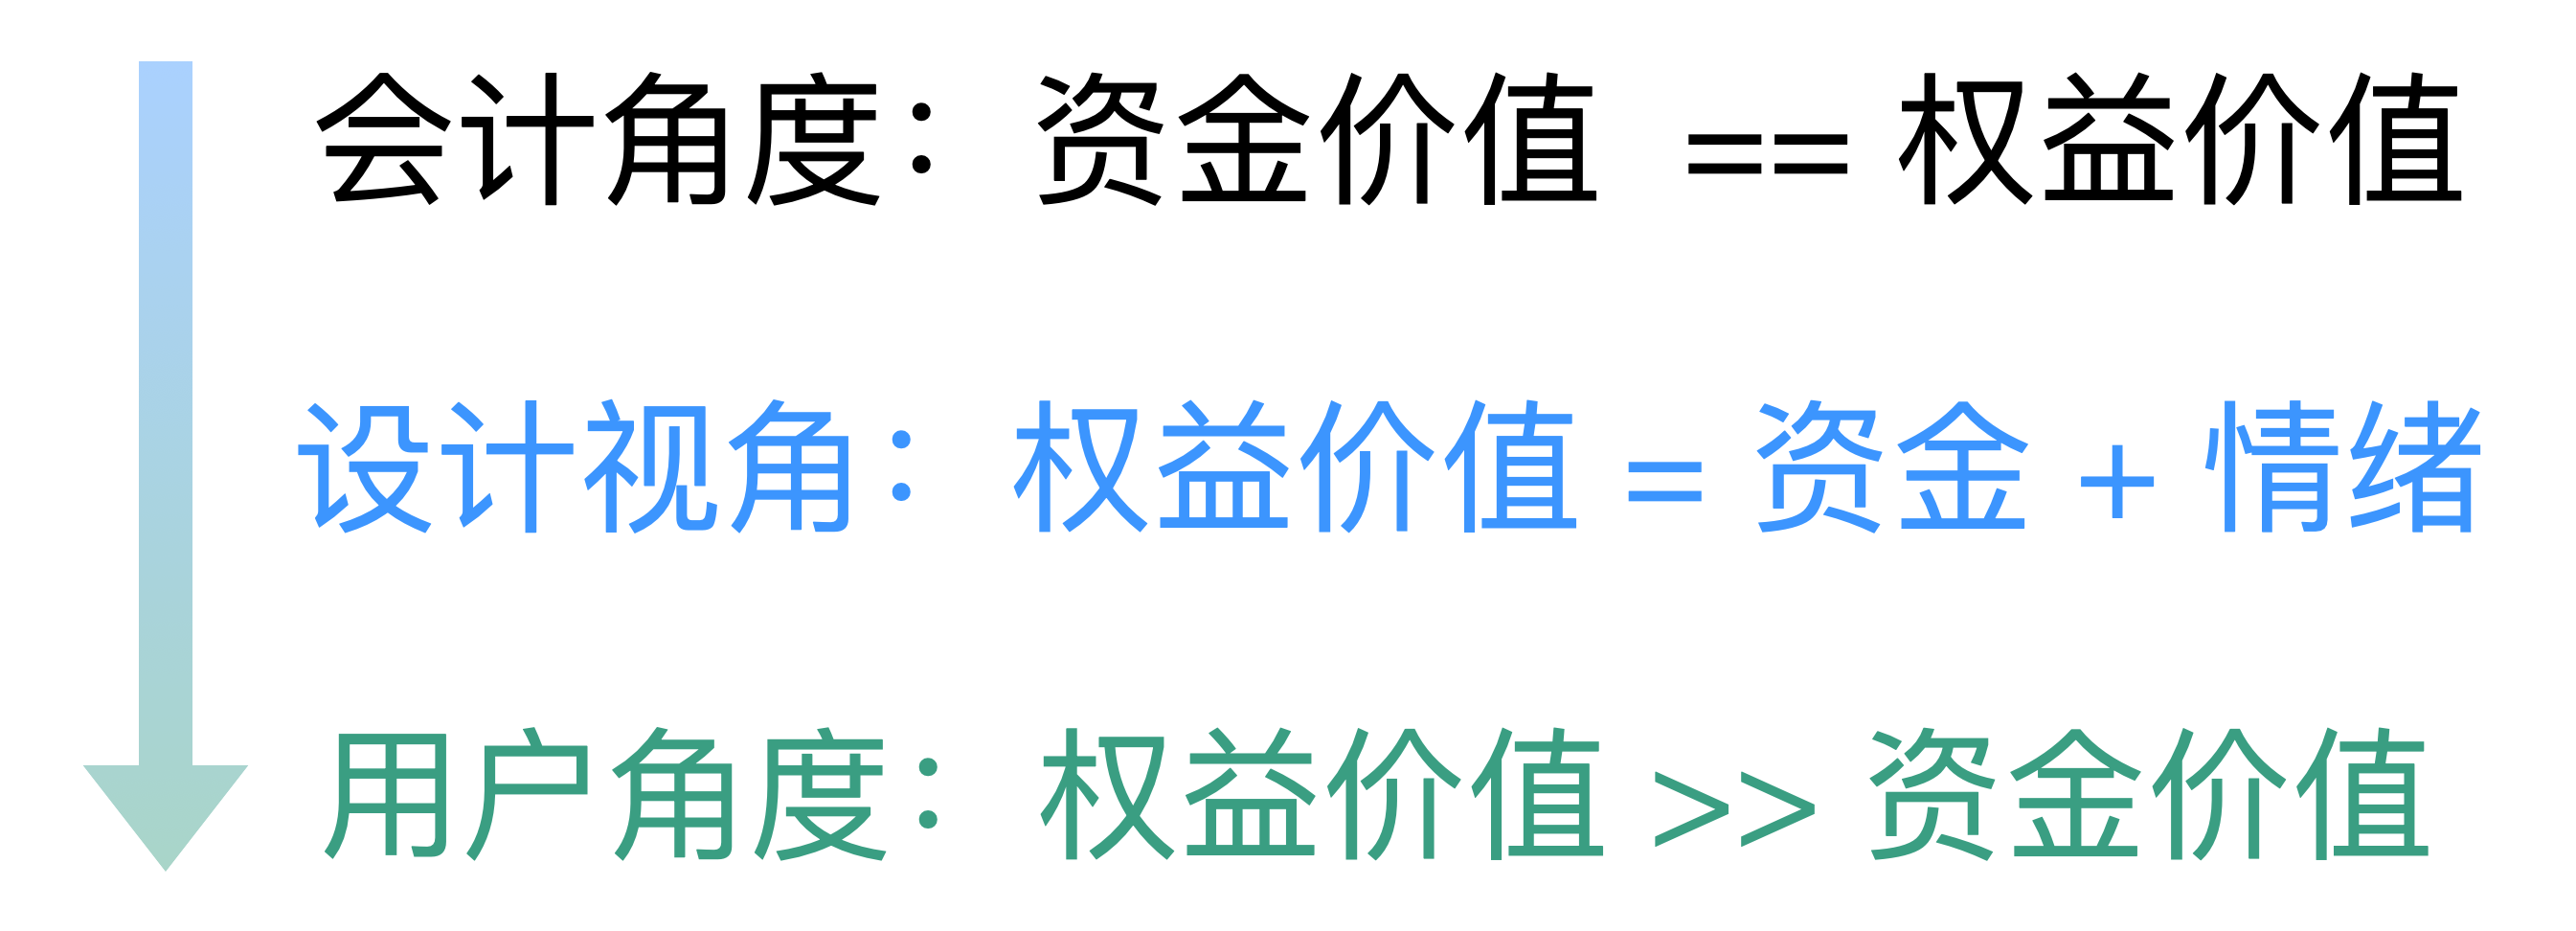 会计角度：资金价值 == 权益价值
设计视角：权益价值 = 资金 + 情绪
用户角度：权益价值 >> 资金价值